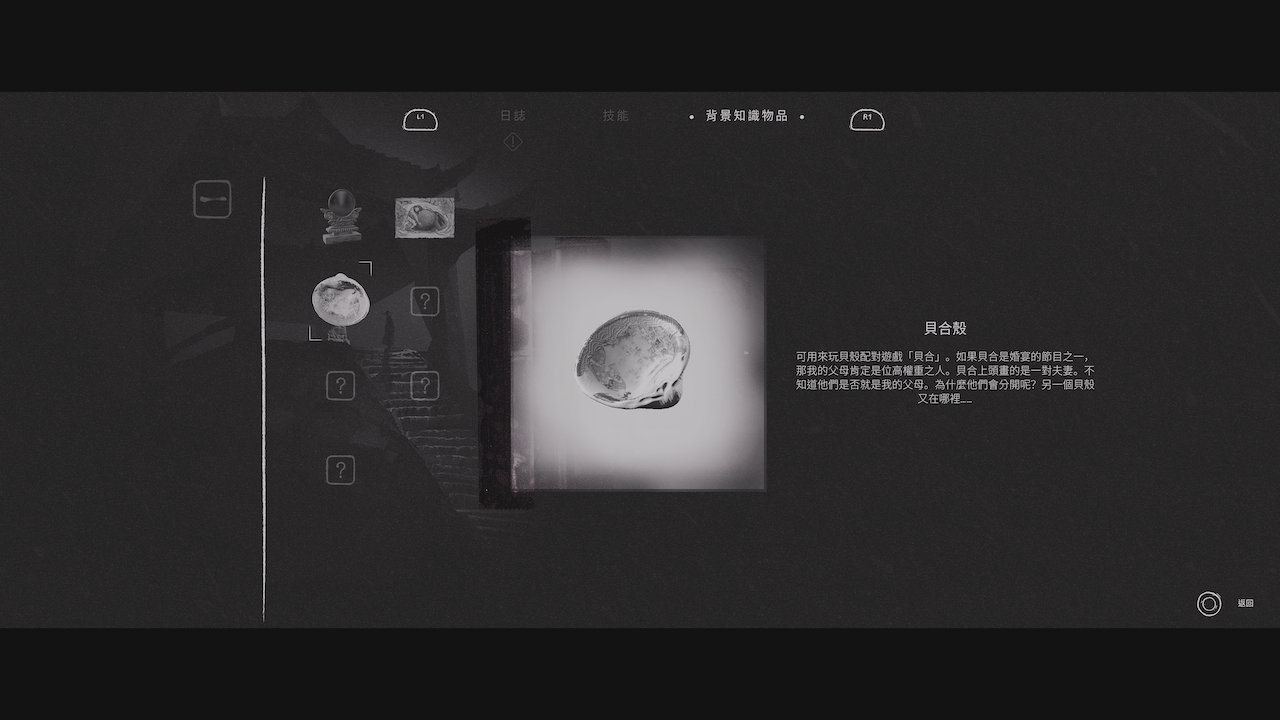 L1
日誌
技能
背景知識物品
R1
貝合殼
可用來玩貝殼配對遊戲「貝合」。如果貝合是婚宴的節目之一，
那我的父母肯定是位高權重之人。貝合上頭畫的是一對夫妻。不
知道他們是否就是我的父母。為什麼他們會分開呢？另一個貝殼
又在哪裡……
返回